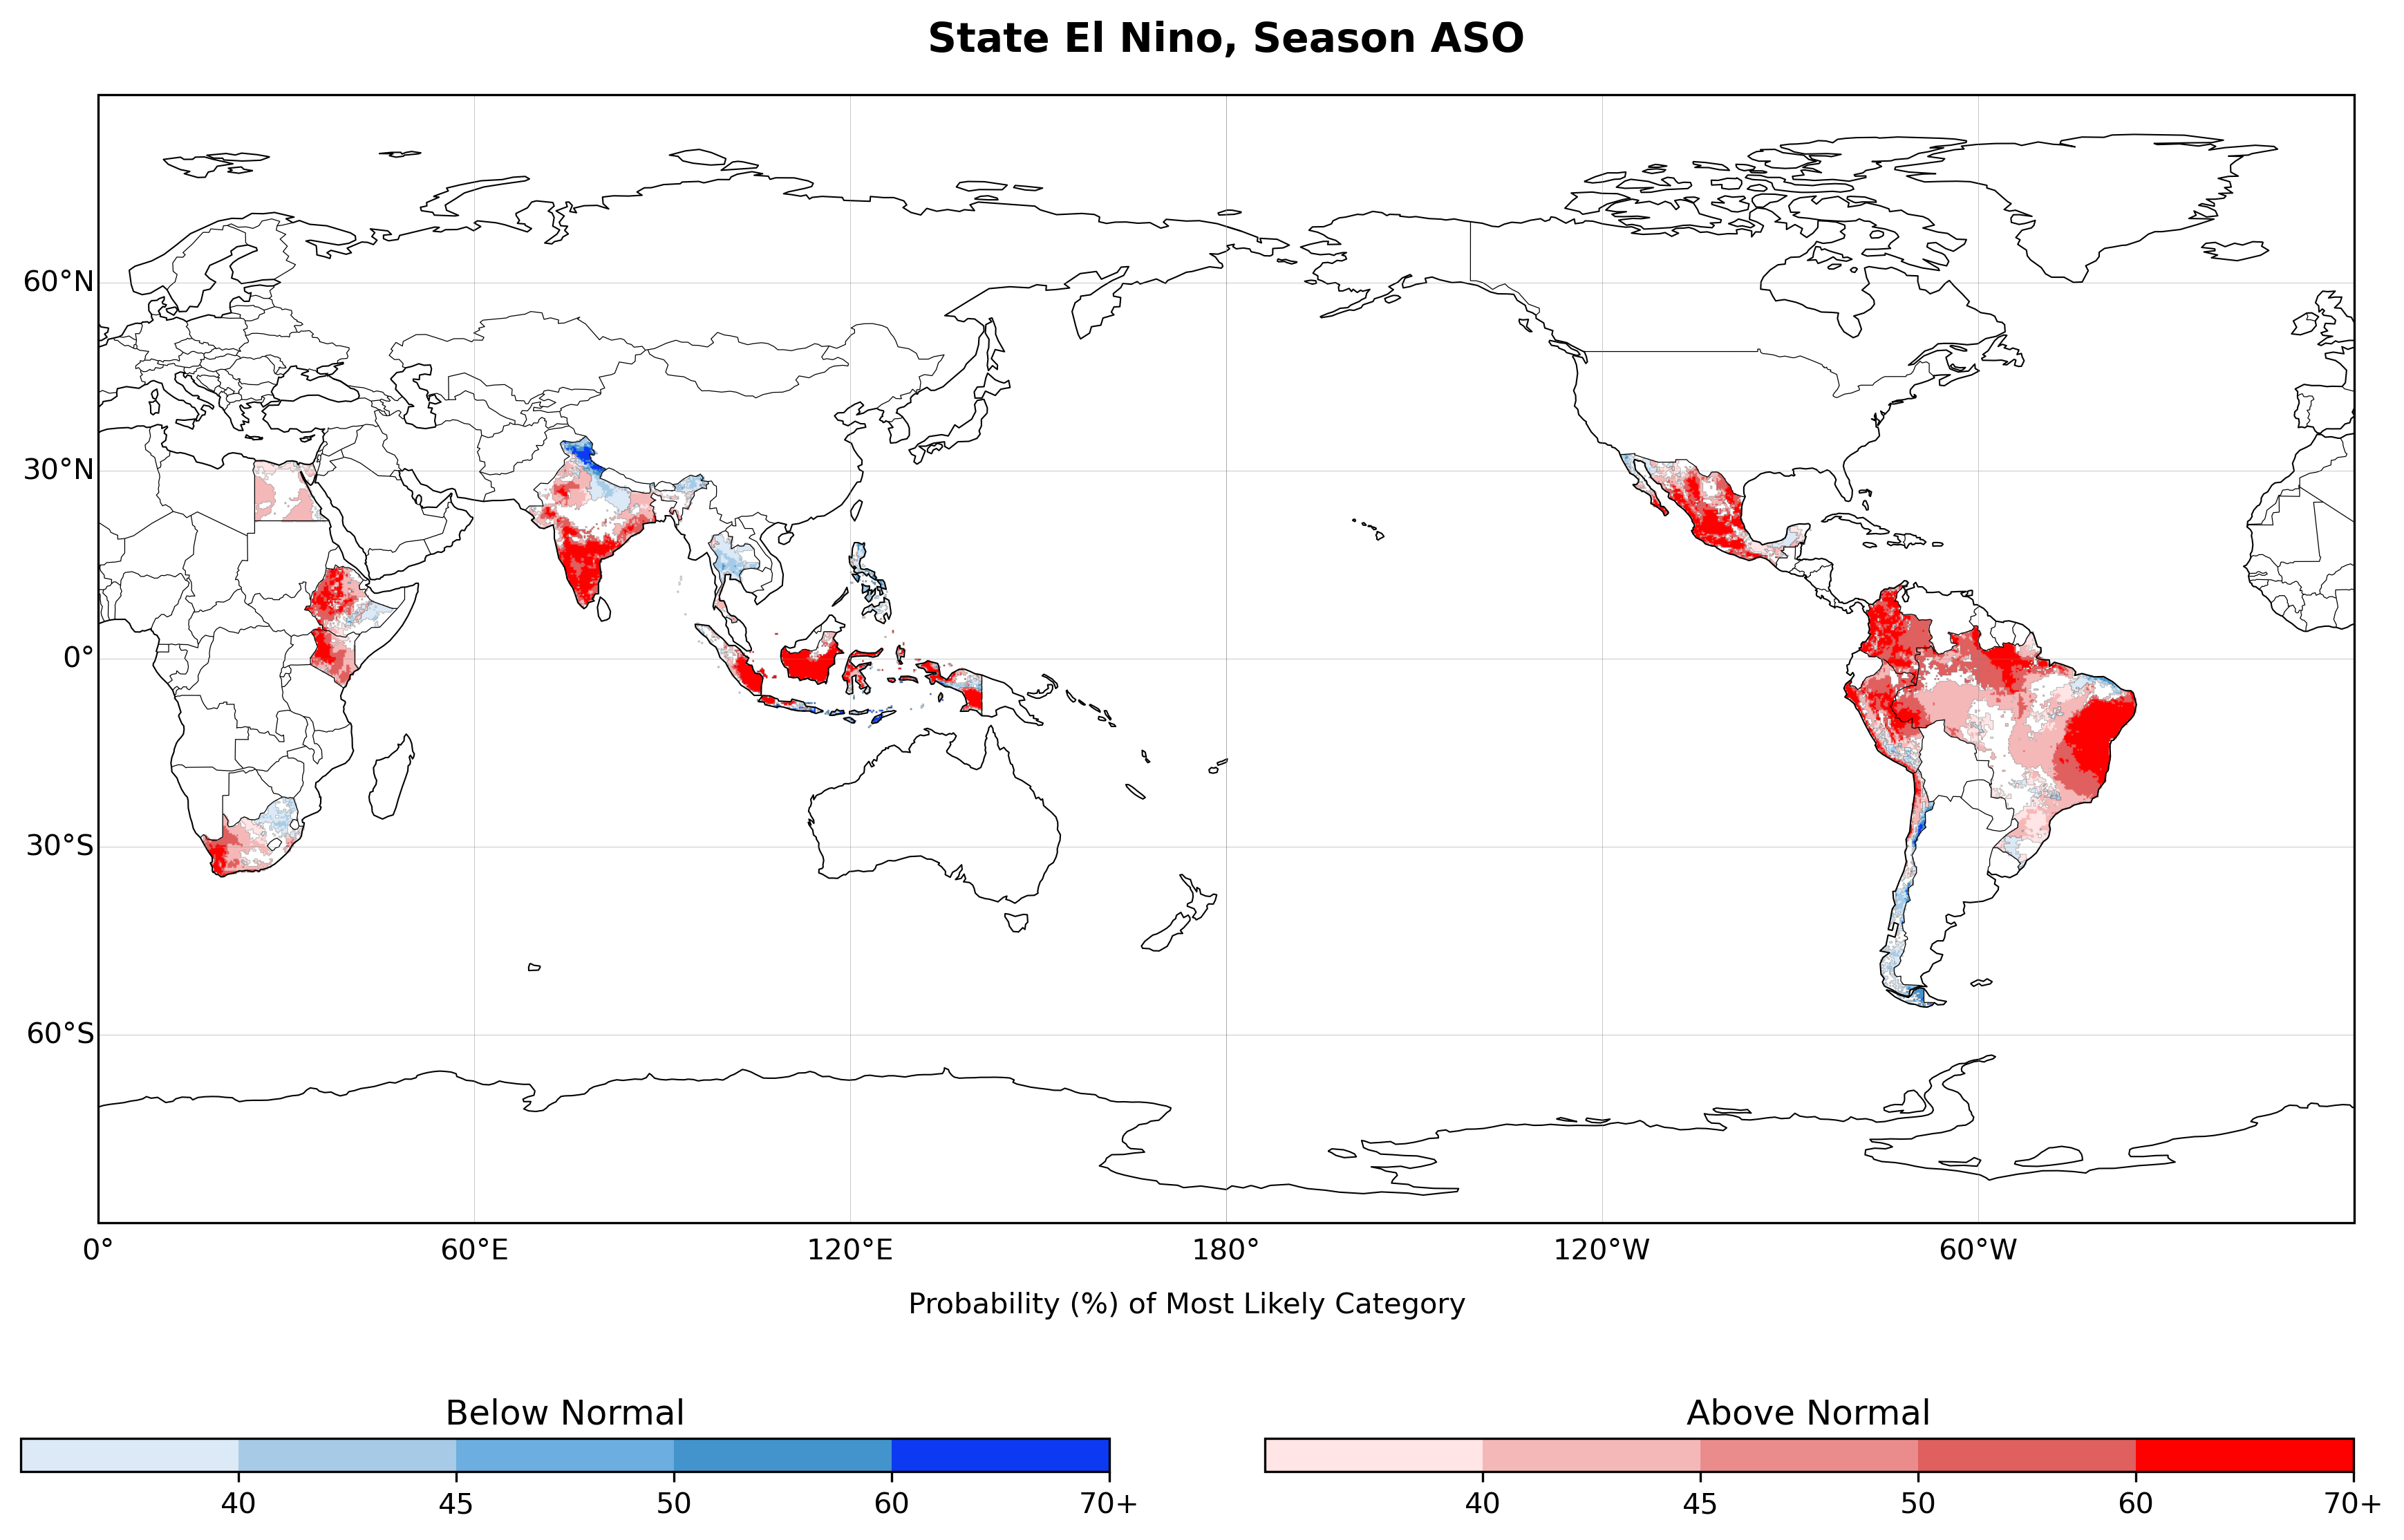 State El Nino, Season ASO
60°N
30°N
0°
30°S
60°S
0° 60°E 120°E 180° 120°W 60°W
Probability (%) of Most Likely Category
Below Normal Above Normal
40 45 50 60 70+ 40 45 50 60 70+